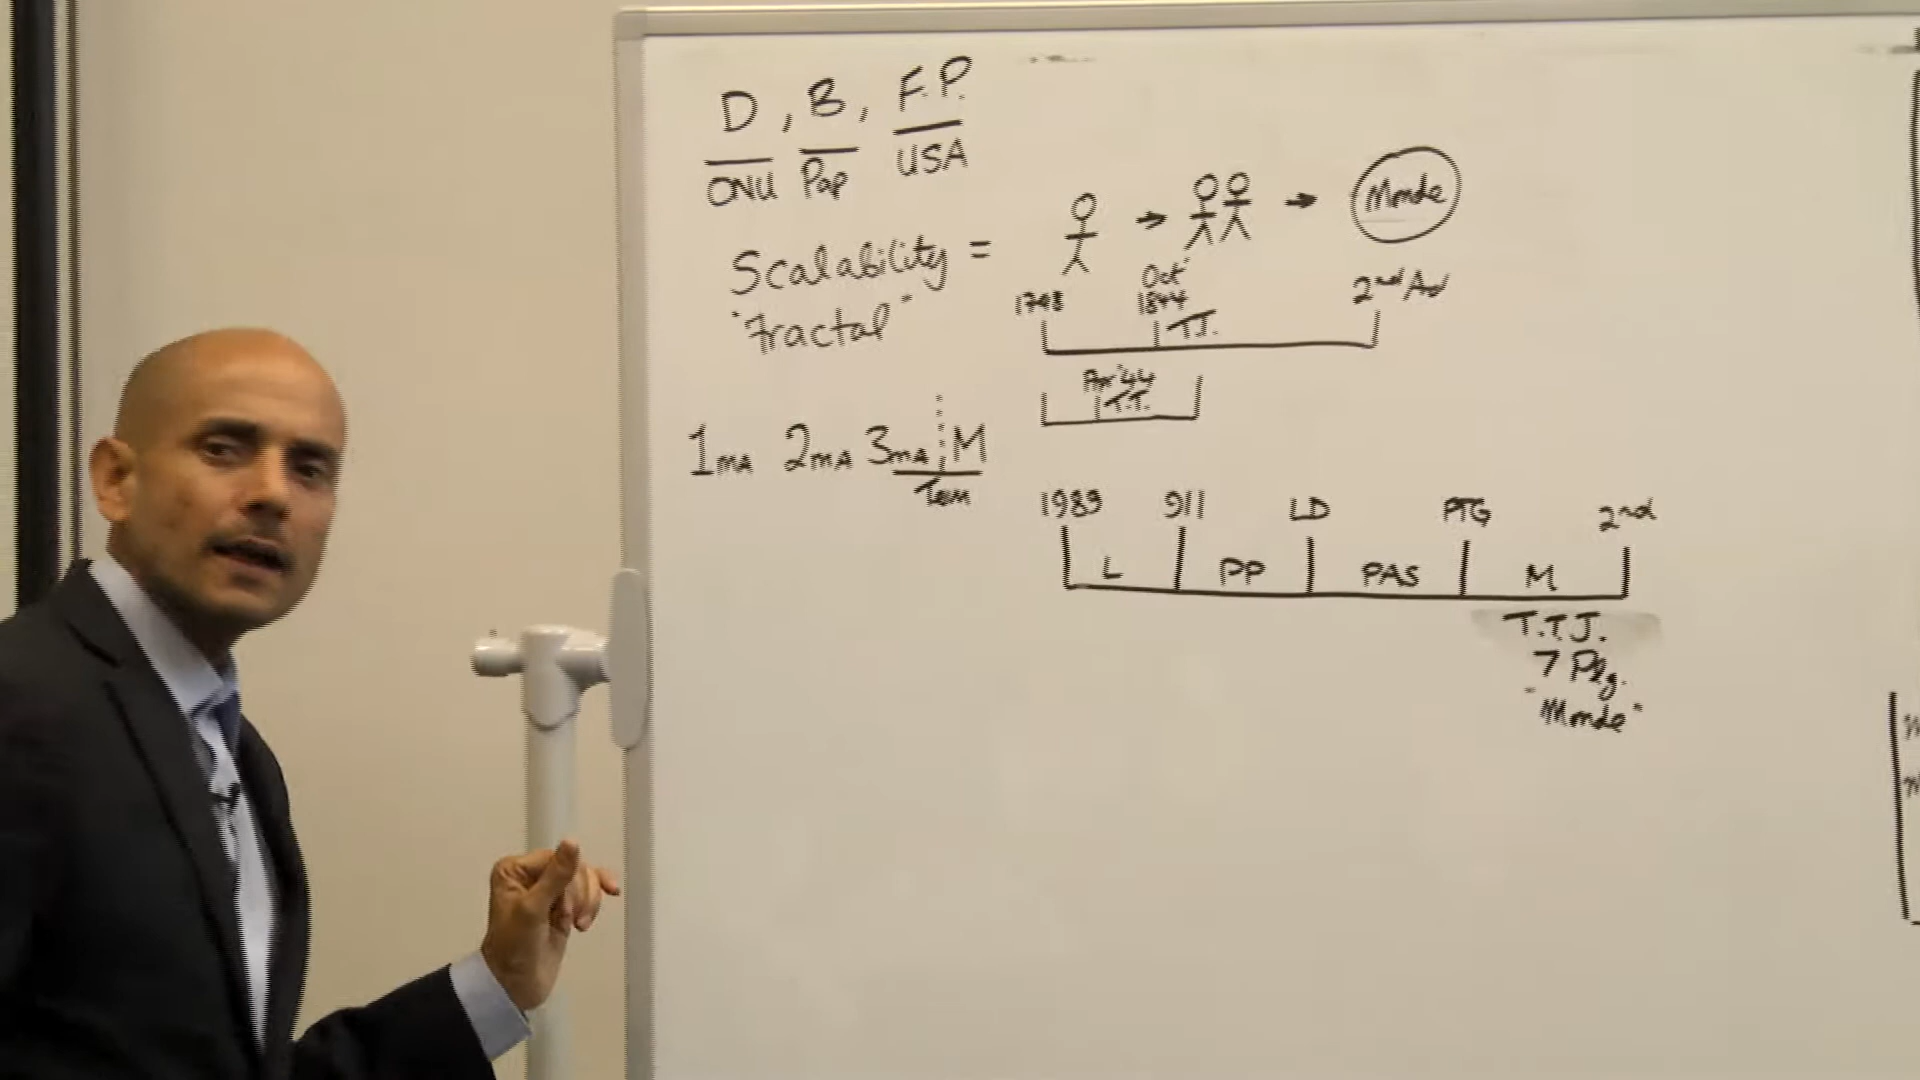 D, B, F.P.
ONU Pap USA
Scalability =
"Fractal"
Monde
1798 Oct 1844 2nd Ad
T.T.
Apr '44
T.T.
1mA 2mA 3mA M
Tem
1989 911 LD PTG 2nd
L PP PAS M
T.T.J.
7 Plg.
"Monde"